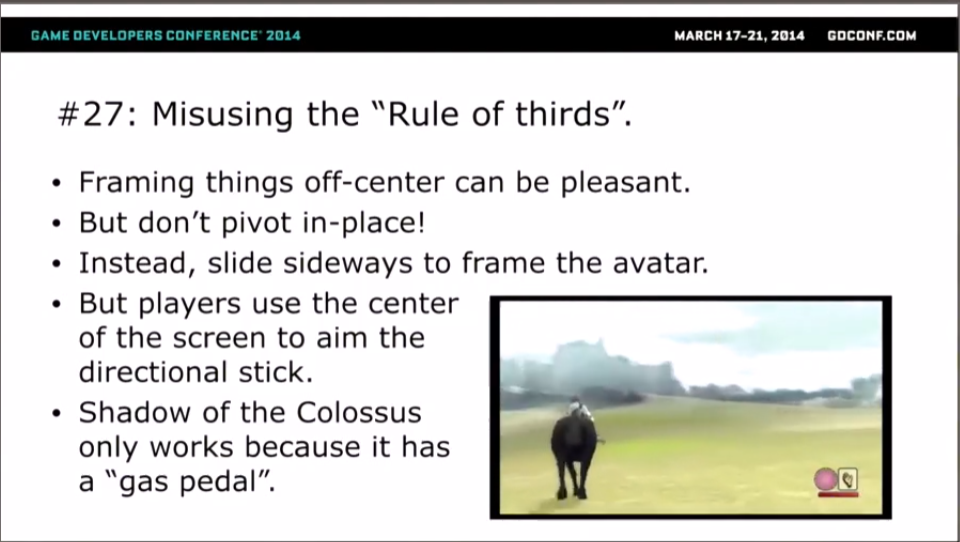 GAME DEVELOPERS CONFERENCE® 2014
MARCH 17-21, 2014 GDCONF.COM
#27: Misusing the “Rule of thirds”.
• Framing things off-center can be pleasant.
• But don’t pivot in-place!
• Instead, slide sideways to frame the avatar.
• But players use the center
of the screen to aim the
directional stick.
• Shadow of the Colossus
only works because it has
a “gas pedal”.